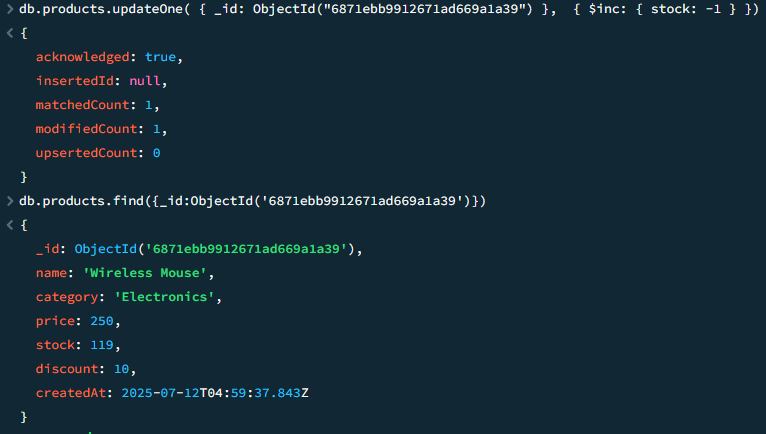 > db.products.updateOne( { _id: ObjectId("6871ebb9912671ad669a1a39") },  { $inc: { stock: -1 } })
< {
acknowledged: true,
insertedId: null,
matchedCount: 1,
modifiedCount: 1,
upsertedCount: 0
}
> db.products.find({_id:ObjectId('6871ebb9912671ad669a1a39')})
< {
_id: ObjectId('6871ebb9912671ad669a1a39'),
name: 'Wireless Mouse',
category: 'Electronics',
price: 250,
stock: 119,
discount: 10,
createdAt: 2025-07-12T04:59:37.843Z
}